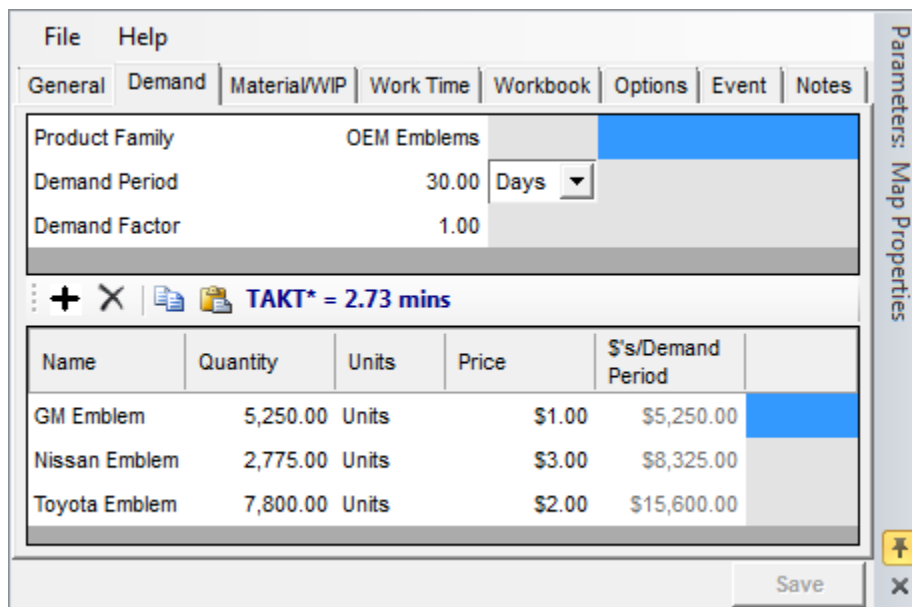 File Help
General Demand Material/WIP Work Time Workbook Options Event Notes
Product Family OEM Emblems
Demand Period 30.00 Days
Demand Factor 1.00
TAKT* = 2.73 mins
Name Quantity Units Price $'s/Demand Period
GM Emblem 5,250.00 Units $1.00 $5,250.00
Nissan Emblem 2,775.00 Units $3.00 $8,325.00
Toyota Emblem 7,800.00 Units $2.00 $15,600.00
Save
Parameters: Map Properties